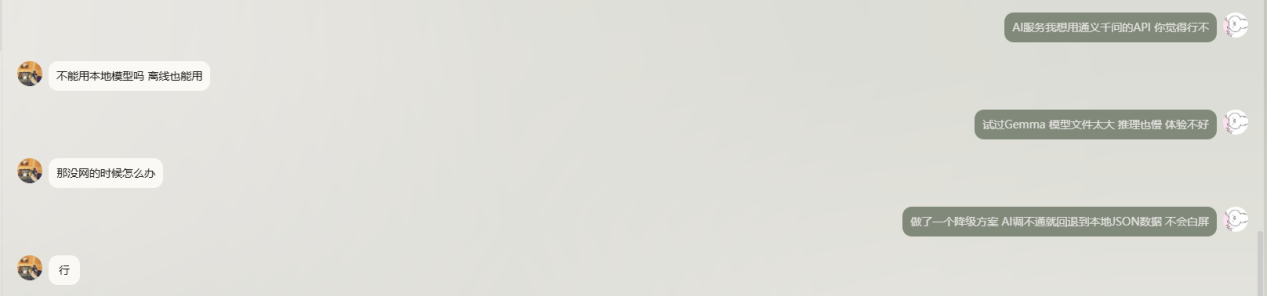 AI服务我想用通义千问的API 你觉得行不
不能用本地模型吗 离线也能用
试过Gemma 模型文件太大 推理也慢 体验不好
那没网的时候怎么办
做了一个降级方案 AI调不通就回退到本地JSON数据 不会白屏
行